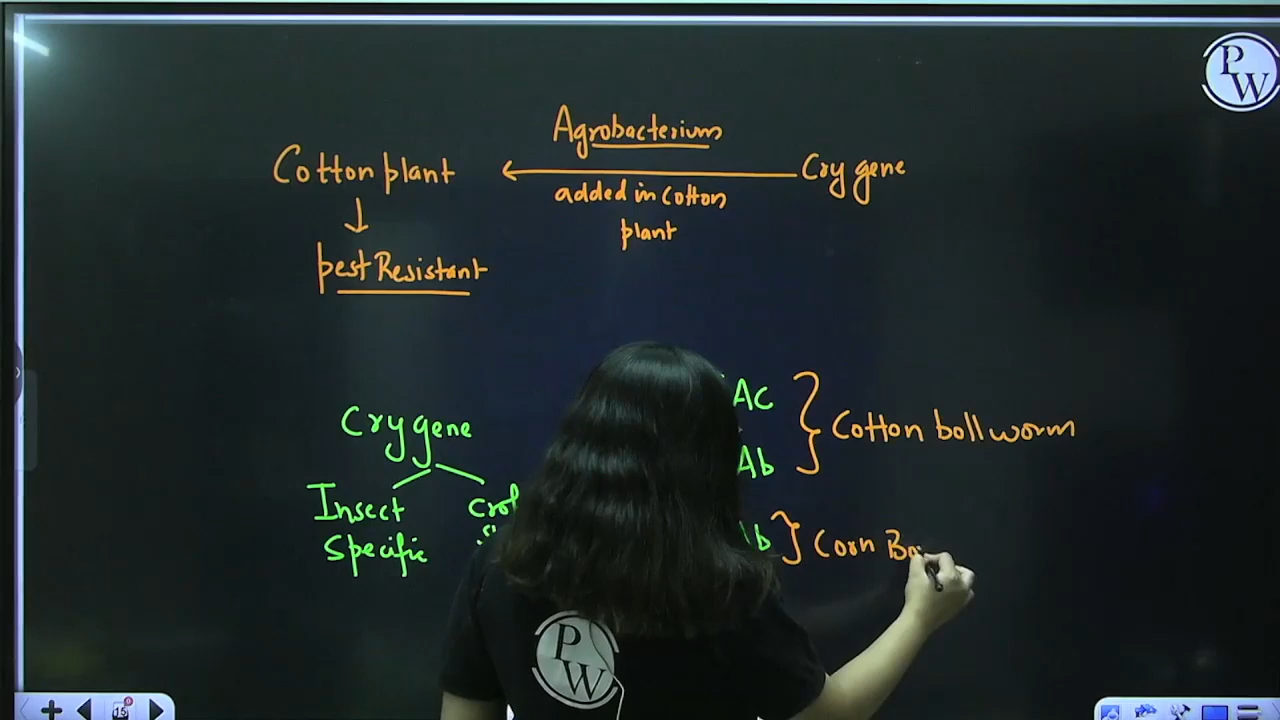 PW
Agrobacterium
Cotton plant
Cry gene
added in Cotton
plant
pest Resistant
Cry gene
Insect
Specific
AC
Ab
} Cotton bollworm
} Corn
PW
15